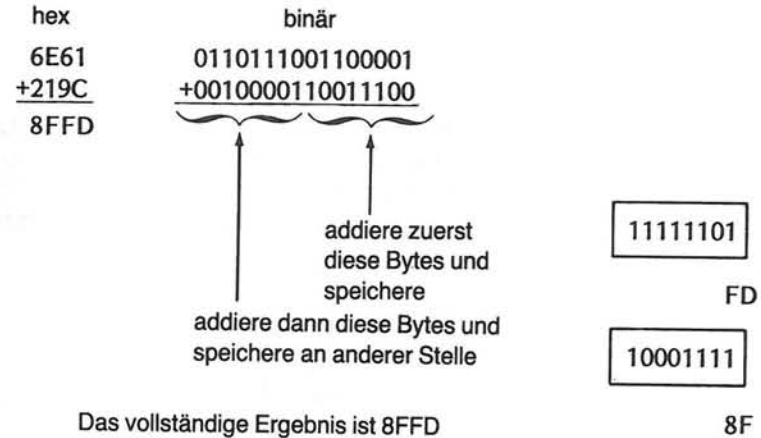 hex binär
6E61 0110111001100001
+219C +0010000110011100
8FFD
addiere zuerst
diese Bytes und
speichere
11111101
FD
addiere dann diese Bytes und
speichere an anderer Stelle
10001111
Das vollständige Ergebnis ist 8FFD 8F